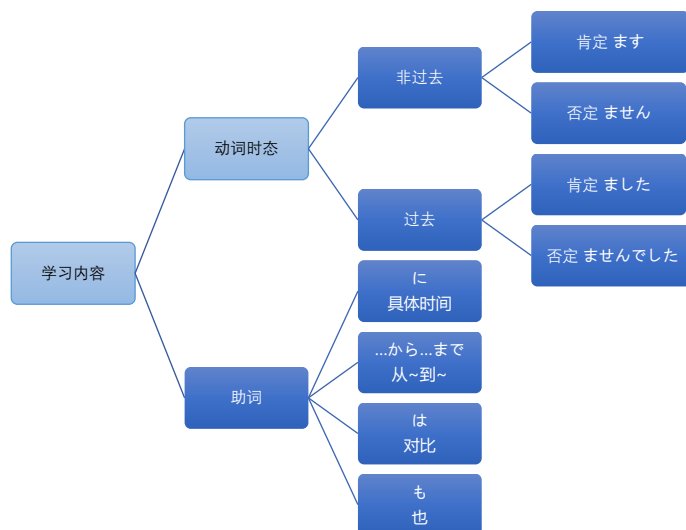 学习内容
动词时态
非过去
肯定 ます
否定 ません
过去
肯定 ました
否定 ませんでした
助词
に
具体时间
...から...まで
从~到~
は
对比
も
也